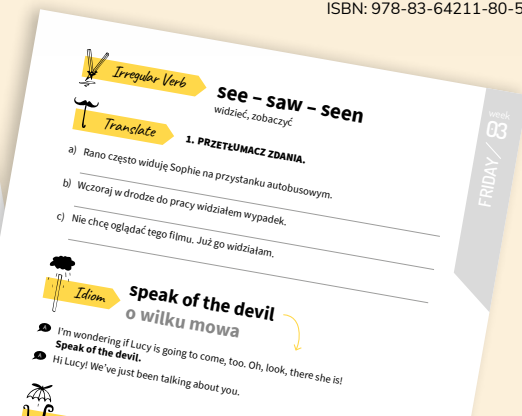 ISBN: 978-83-64211-80-5
week
03
FRIDAY/
Irregular Verb
see – saw – seen
widzieć, zobaczyć
Translate
1. PRZETŁUMACZ ZDANIA.
a) Rano często widuję Sophie na przystanku autobusowym.
b) Wczoraj w drodze do pracy widziałem wypadek.
c) Nie chcę oglądać tego filmu. Już go widziałam.
Idiom
speak of the devil
o wilku mowa
A I'm wondering if Lucy is going to come, too. Oh, look, there she is!
Speak of the devil.
A Hi Lucy! We've just been talking about you.